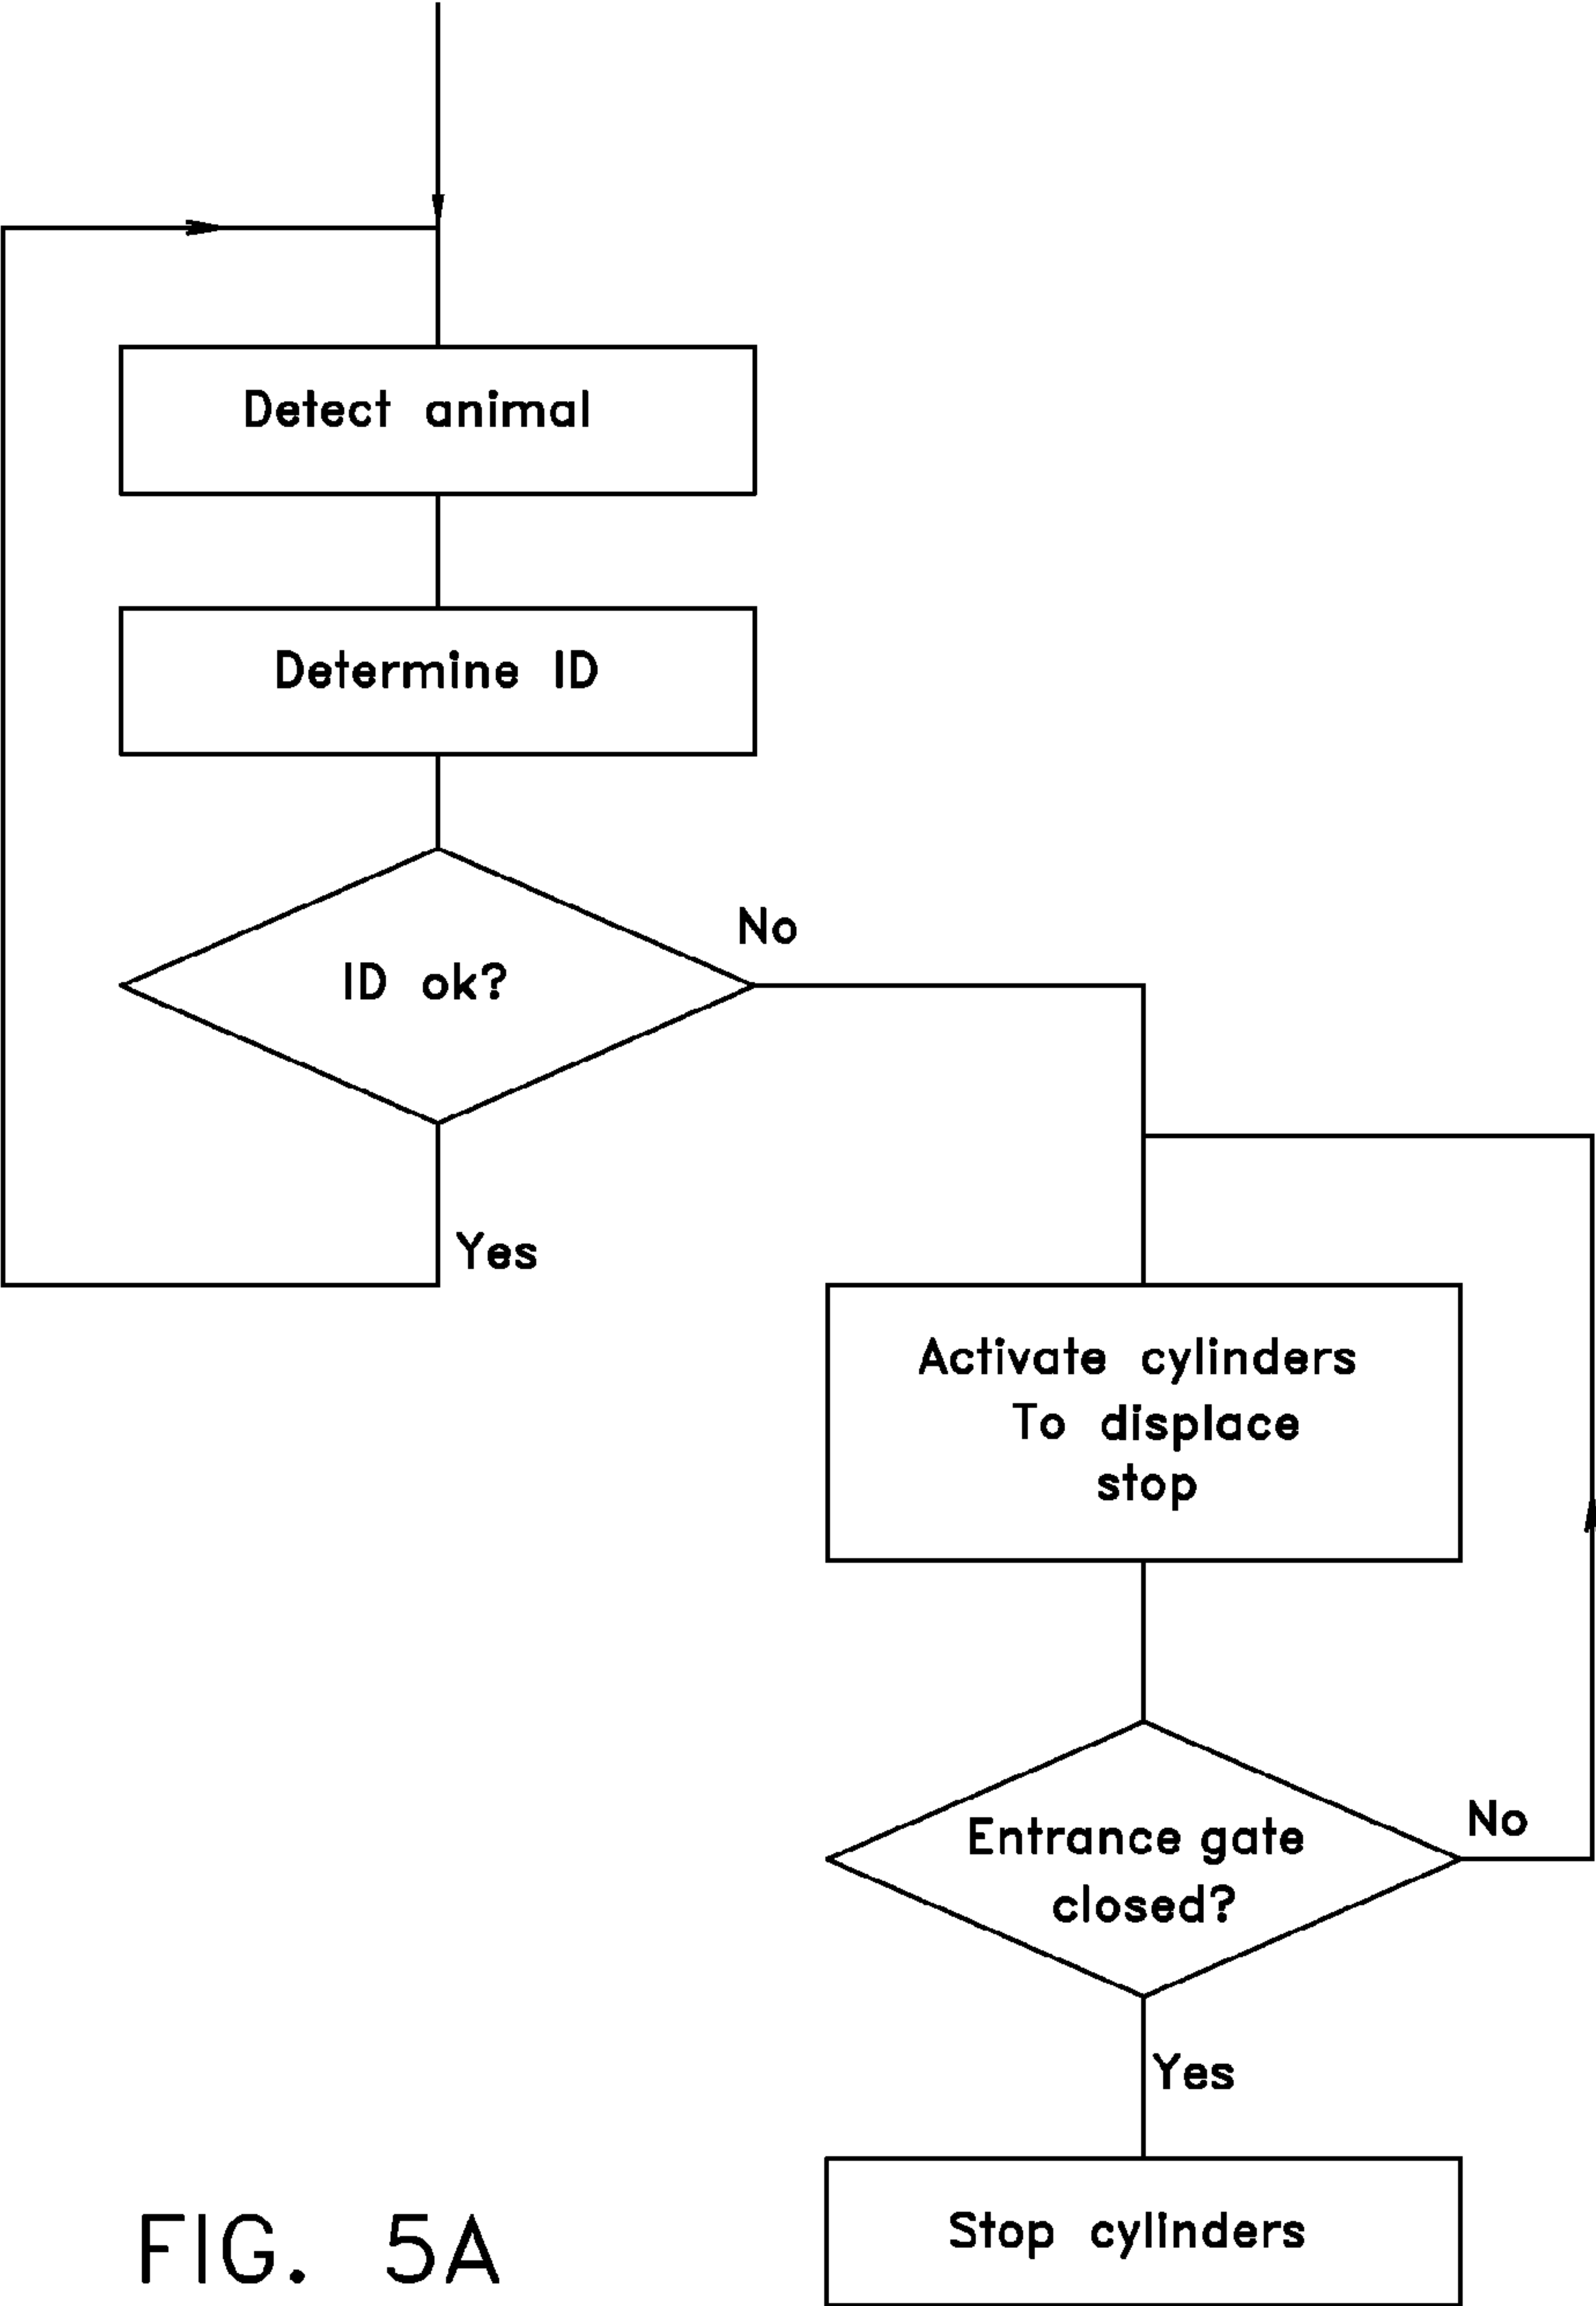 Detect animal
Determine ID
ID ok?
No
Yes
Activate cylinders
To displace
stop
Entrance gate
closed?
No
Yes
Stop cylinders
FIG. 5A